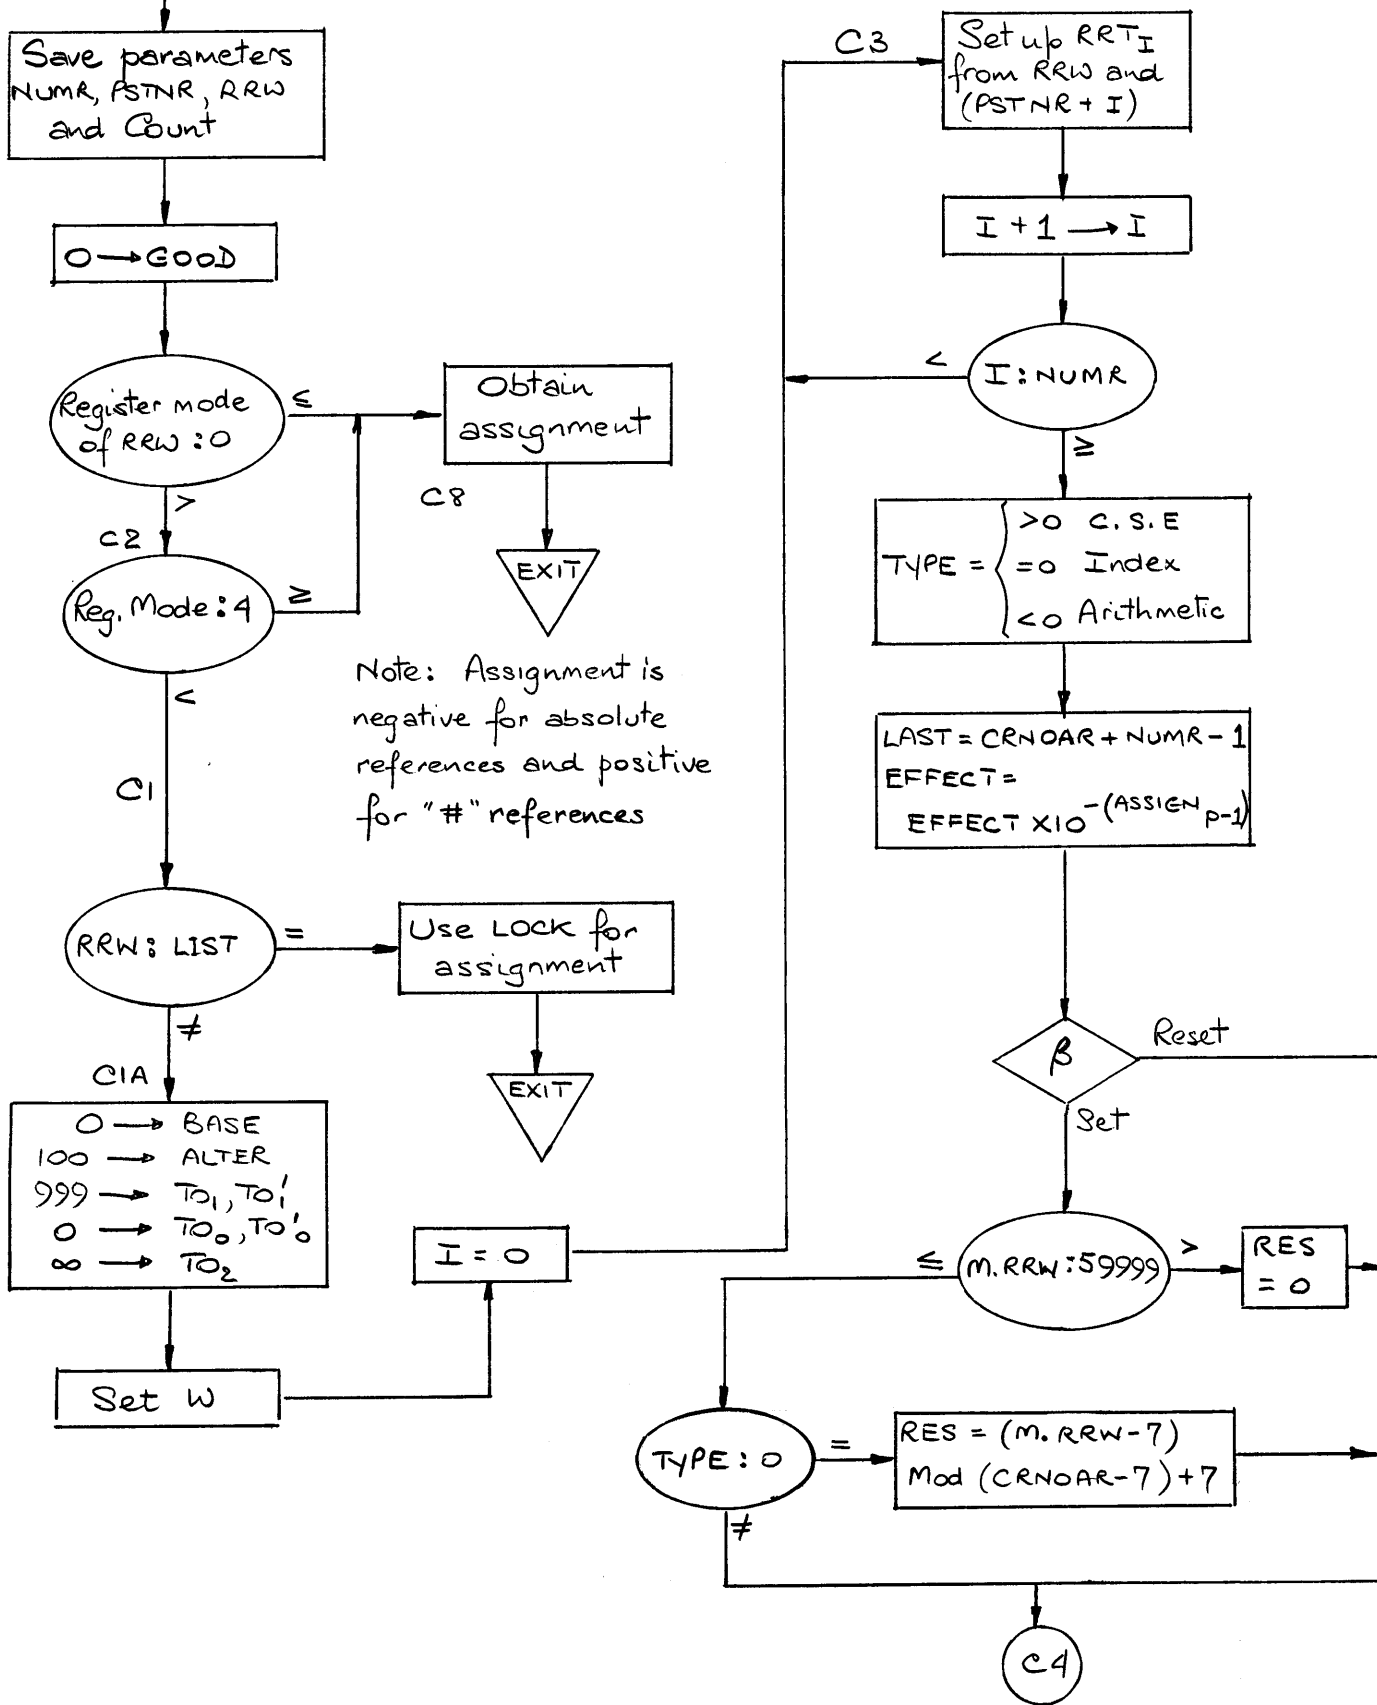 Save parameters
NUMR, PSTNR, RRW
and Count
0 → GOOD
Register mode
of RRW : 0
≤
>
Obtain
assignment
C8
EXIT
C2
Reg. Mode : 4
≥
<
Note: Assignment is
negative for absolute
references and positive
for "#" references
C1
RRW : LIST
=
≠
Use LOCK for
assignment
EXIT
C1A
0 → BASE
100 → ALTER
999 → TO₁, TO₁'
0 → TO₀, TO'₀
∞ → TO₂
Set W
I = 0
C3
Set up RRT_I
from RRW and
(PSTNR + I)
I + 1 → I
I : NUMR
<
≥
TYPE =
>0 C.S.E
=0 Index
<0 Arithmetic
LAST = CRNOAR + NUMR - 1
EFFECT =
EFFECT X10^-(ASSIGN_p-1)
β
Reset
Set
M.RRW : 59999
≤
>
RES
= 0
TYPE : 0
=
≠
RES = (M.RRW - 7)
Mod (CRNOAR - 7) + 7
C4